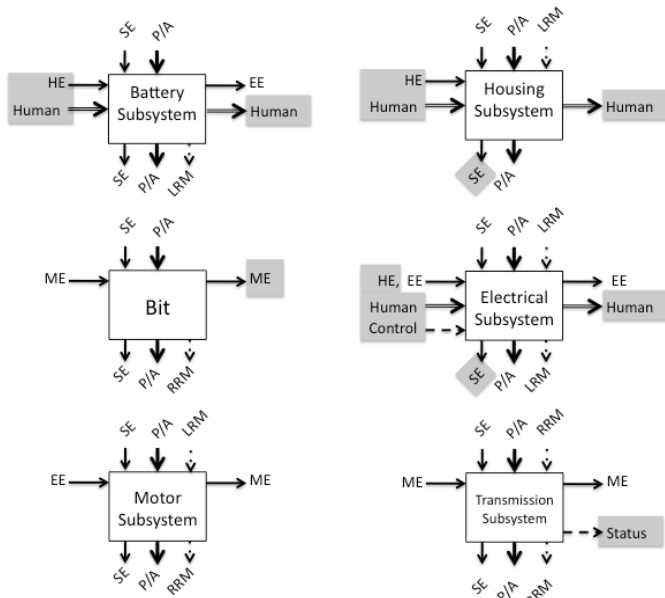 SE P/A
HE Battery Subsystem EE
Human Human
SE P/A LRM
SE P/A LRM
HE Housing Subsystem
Human Human
SE P/A
SE P/A
ME Bit ME
SE P/A RRM
SE P/A LRM
HE, EE Electrical Subsystem EE
Human Human
Control
SE P/A LRM
SE P/A LRM
EE Motor Subsystem ME
SE P/A RRM
SE P/A RRM
ME Transmission Subsystem ME
Status
SE P/A RRM